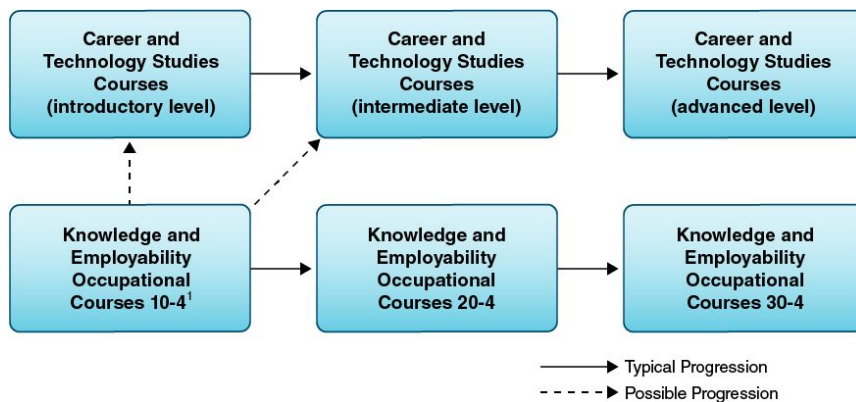 Career and
Technology Studies
Courses
(introductory level)
Career and
Technology Studies
Courses
(intermediate level)
Career and
Technology Studies
Courses
(advanced level)
Knowledge and
Employability
Occupational
Courses 10-4¹
Knowledge and
Employability
Occupational
Courses 20-4
Knowledge and
Employability
Occupational
Courses 30-4
Typical Progression
Possible Progression